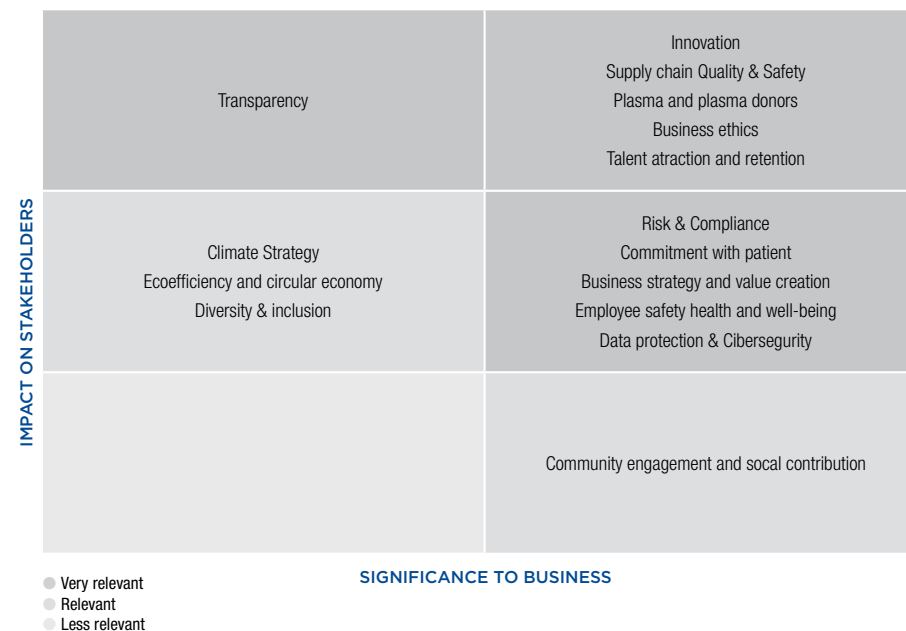 Transparency
Innovation
Supply chain Quality & Safety
Plasma and plasma donors
Business ethics
Talent atraction and retention
IMPACT ON STAKEHOLDERS
Climate Strategy
Ecoefficiency and circular economy
Diversity & inclusion
Risk & Compliance
Commitment with patient
Business strategy and value creation
Employee safety health and well-being
Data protection & Cibersegurity
Community engagement and socal contribution
SIGNIFICANCE TO BUSINESS
Very relevant
Relevant
Less relevant